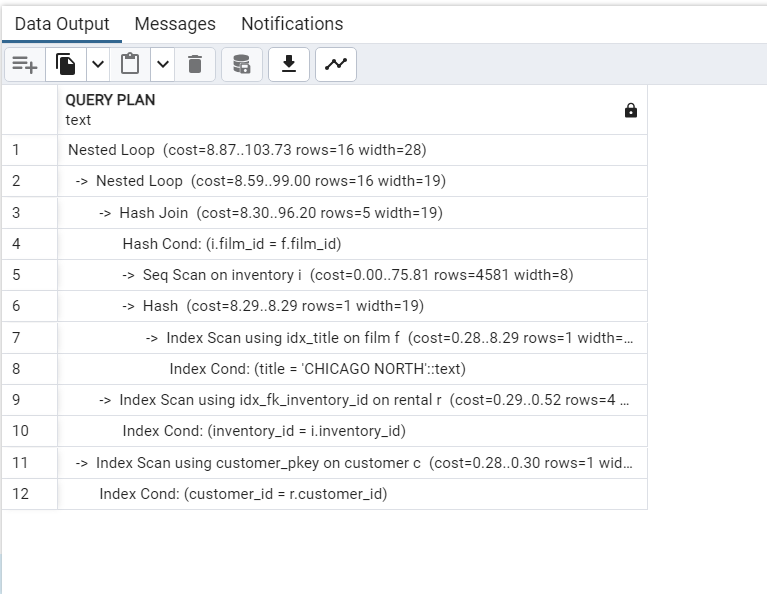 Data Output Messages Notifications
QUERY PLAN
text
1 Nested Loop (cost=8.87..103.73 rows=16 width=28)
2 -> Nested Loop (cost=8.59..99.00 rows=16 width=19)
3 -> Hash Join (cost=8.30..96.20 rows=5 width=19)
4 Hash Cond: (i.film_id = f.film_id)
5 -> Seq Scan on inventory i (cost=0.00..75.81 rows=4581 width=8)
6 -> Hash (cost=8.29..8.29 rows=1 width=19)
7 -> Index Scan using idx_title on film f (cost=0.28..8.29 rows=1 width=...
8 Index Cond: (title = 'CHICAGO NORTH'::text)
9 -> Index Scan using idx_fk_inventory_id on rental r (cost=0.29..0.52 rows=4 ...
10 Index Cond: (inventory_id = i.inventory_id)
11 -> Index Scan using customer_pkey on customer c (cost=0.28..0.30 rows=1 wid...
12 Index Cond: (customer_id = r.customer_id)